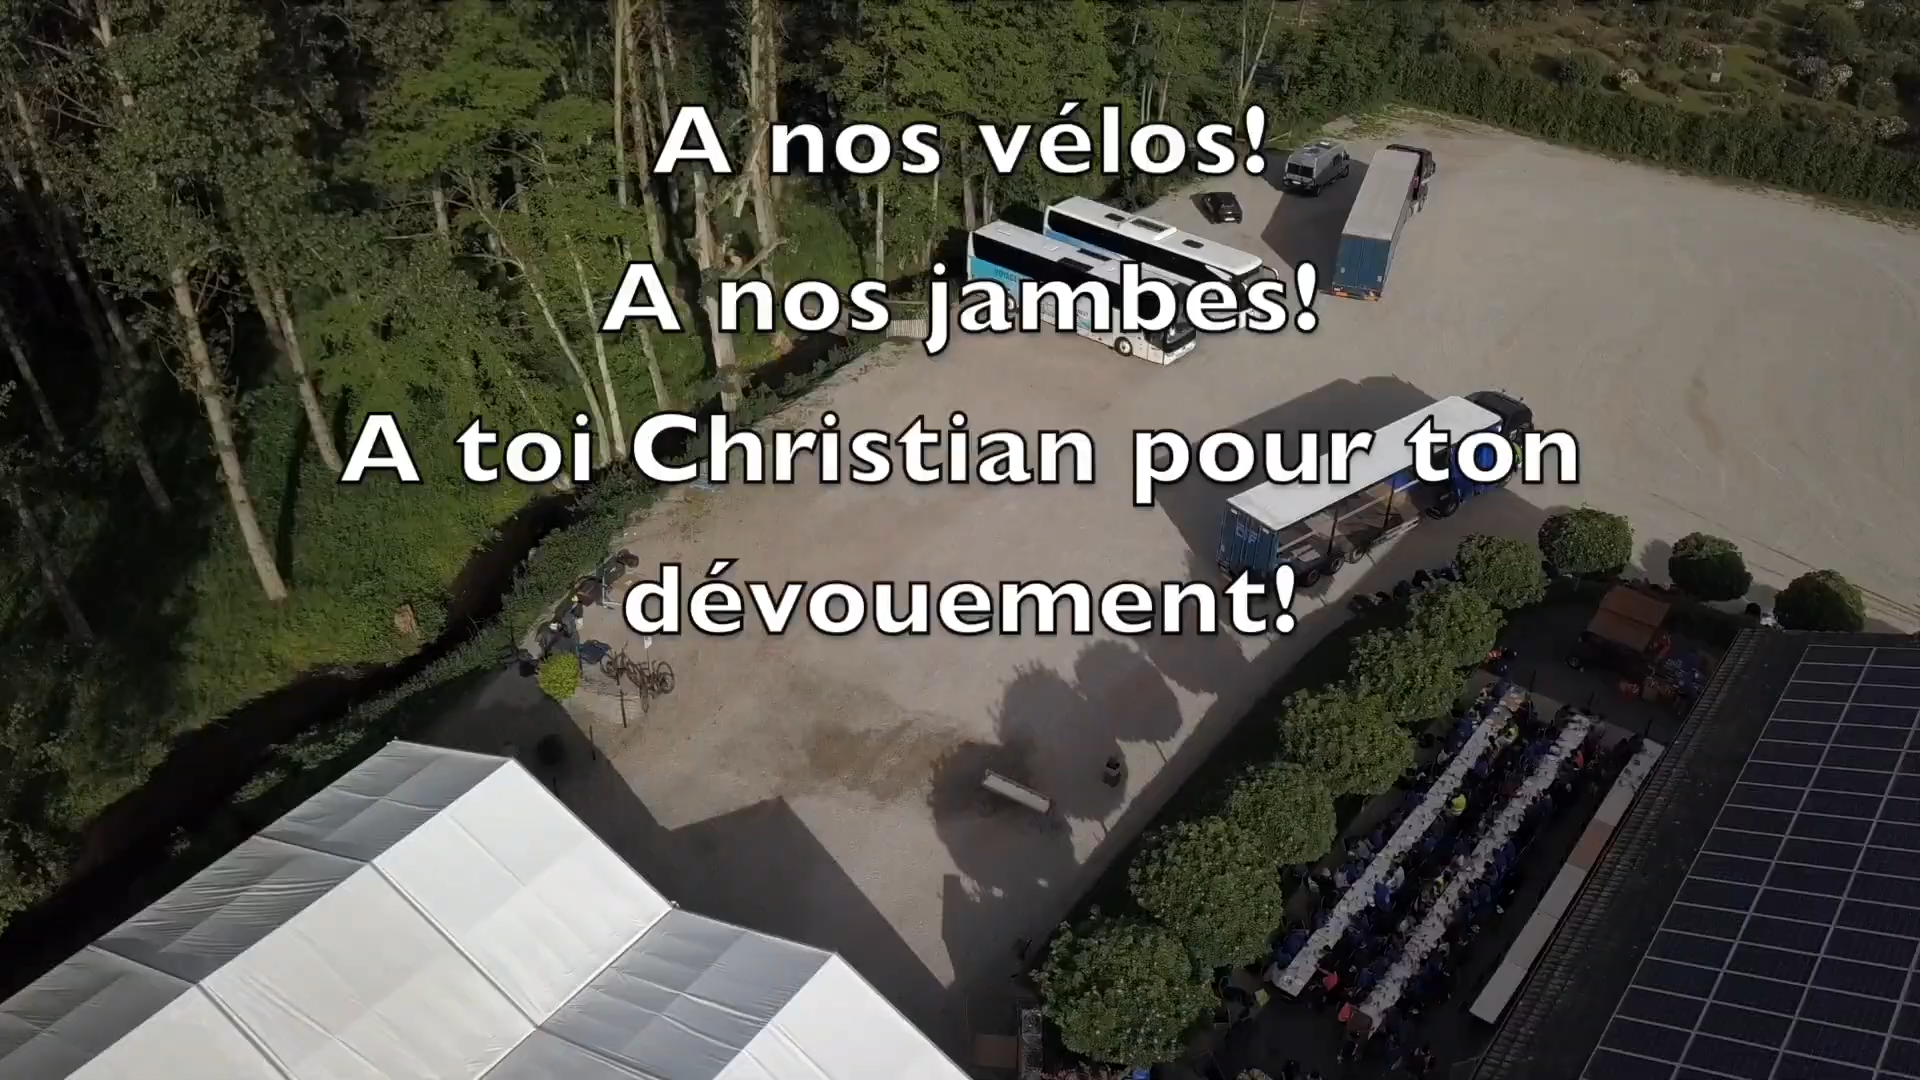 A nos vélos!
A nos jambes!
A toi Christian pour ton
dévouement!